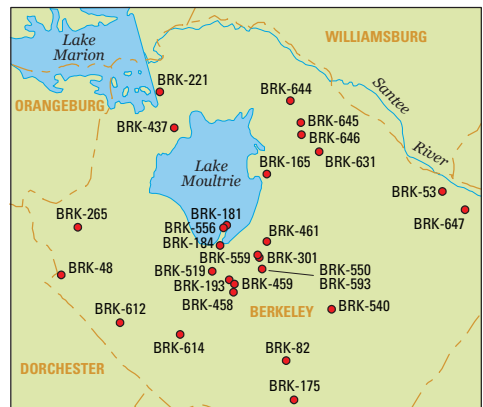 Lake
Marion
WILLIAMSBURG
BRK-221
BRK-644
Santee
ORANGEBURG
BRK-437
BRK-645
BRK-646
BRK-631
River
Lake
Moultrie
BRK-165
BRK-53
BRK-647
BRK-265
BRK-181
BRK-556
BRK-184
BRK-461
BRK-559
BRK-301
BRK-48
BRK-519
BRK-550
BRK-593
BRK-193
BRK-459
BRK-458
BERKELEY
BRK-540
BRK-612
BRK-614
BRK-82
DORCHESTER
BRK-175